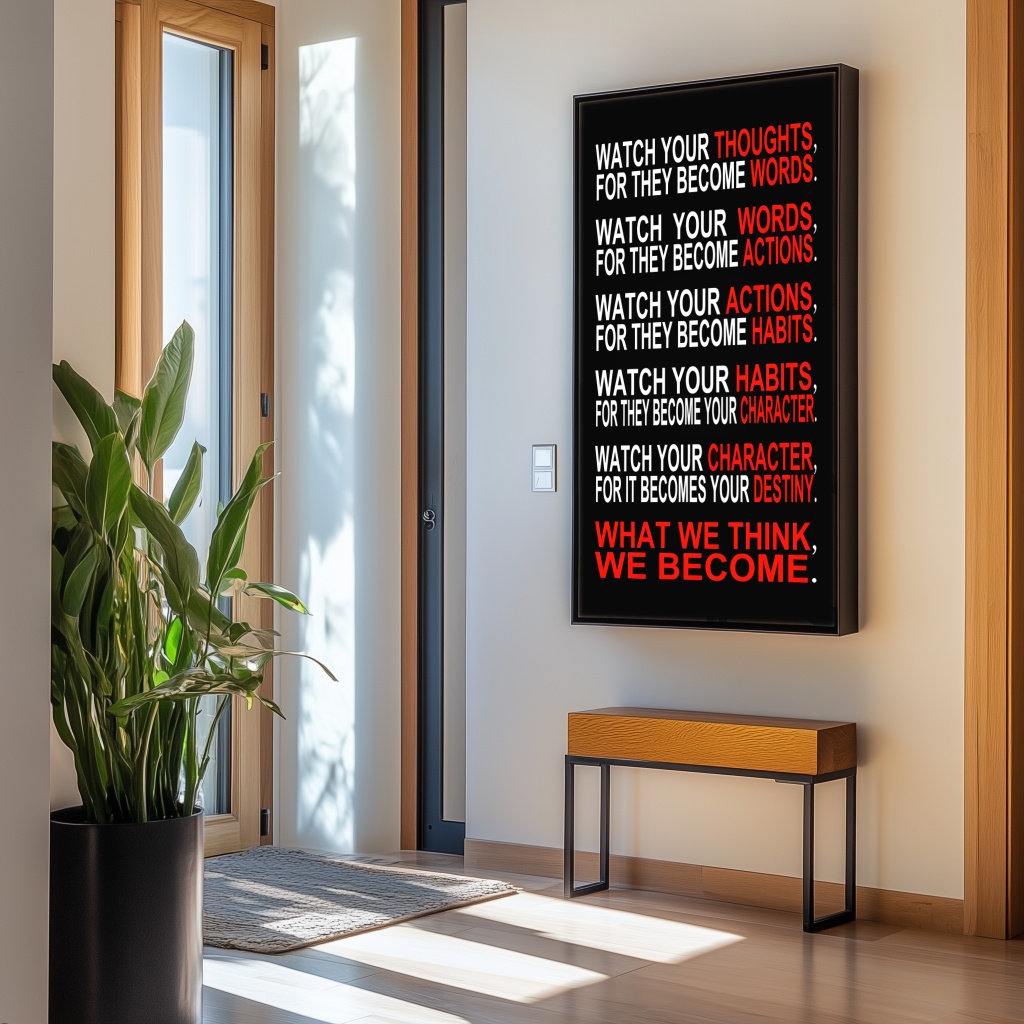 WATCH YOUR THOUGHTS,
FOR THEY BECOME WORDS.
WATCH YOUR WORDS,
FOR THEY BECOME ACTIONS.
WATCH YOUR ACTIONS,
FOR THEY BECOME HABITS.
WATCH YOUR HABITS,
FOR THEY BECOME YOUR CHARACTER.
WATCH YOUR CHARACTER,
FOR IT BECOMES YOUR DESTINY.
WHAT WE THINK,
WE BECOME.